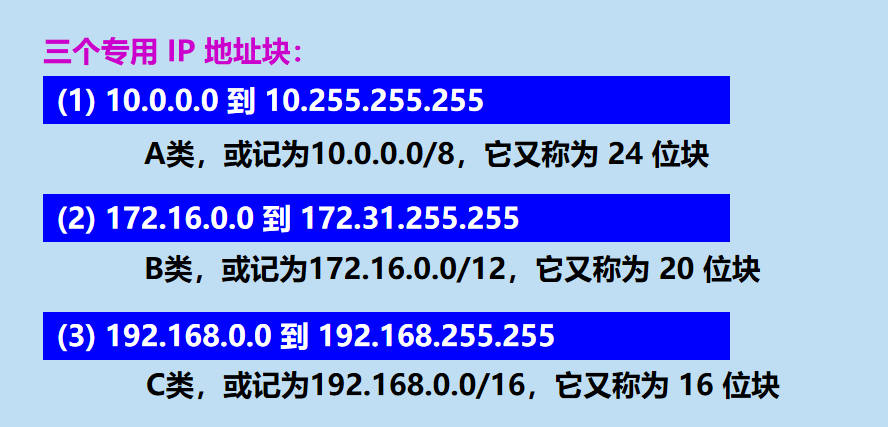 三个专用 IP 地址块：
(1) 10.0.0.0 到 10.255.255.255
A类，或记为10.0.0.0/8，它又称为 24 位块
(2) 172.16.0.0 到 172.31.255.255
B类，或记为172.16.0.0/12，它又称为 20 位块
(3) 192.168.0.0 到 192.168.255.255
C类，或记为192.168.0.0/16，它又称为 16 位块